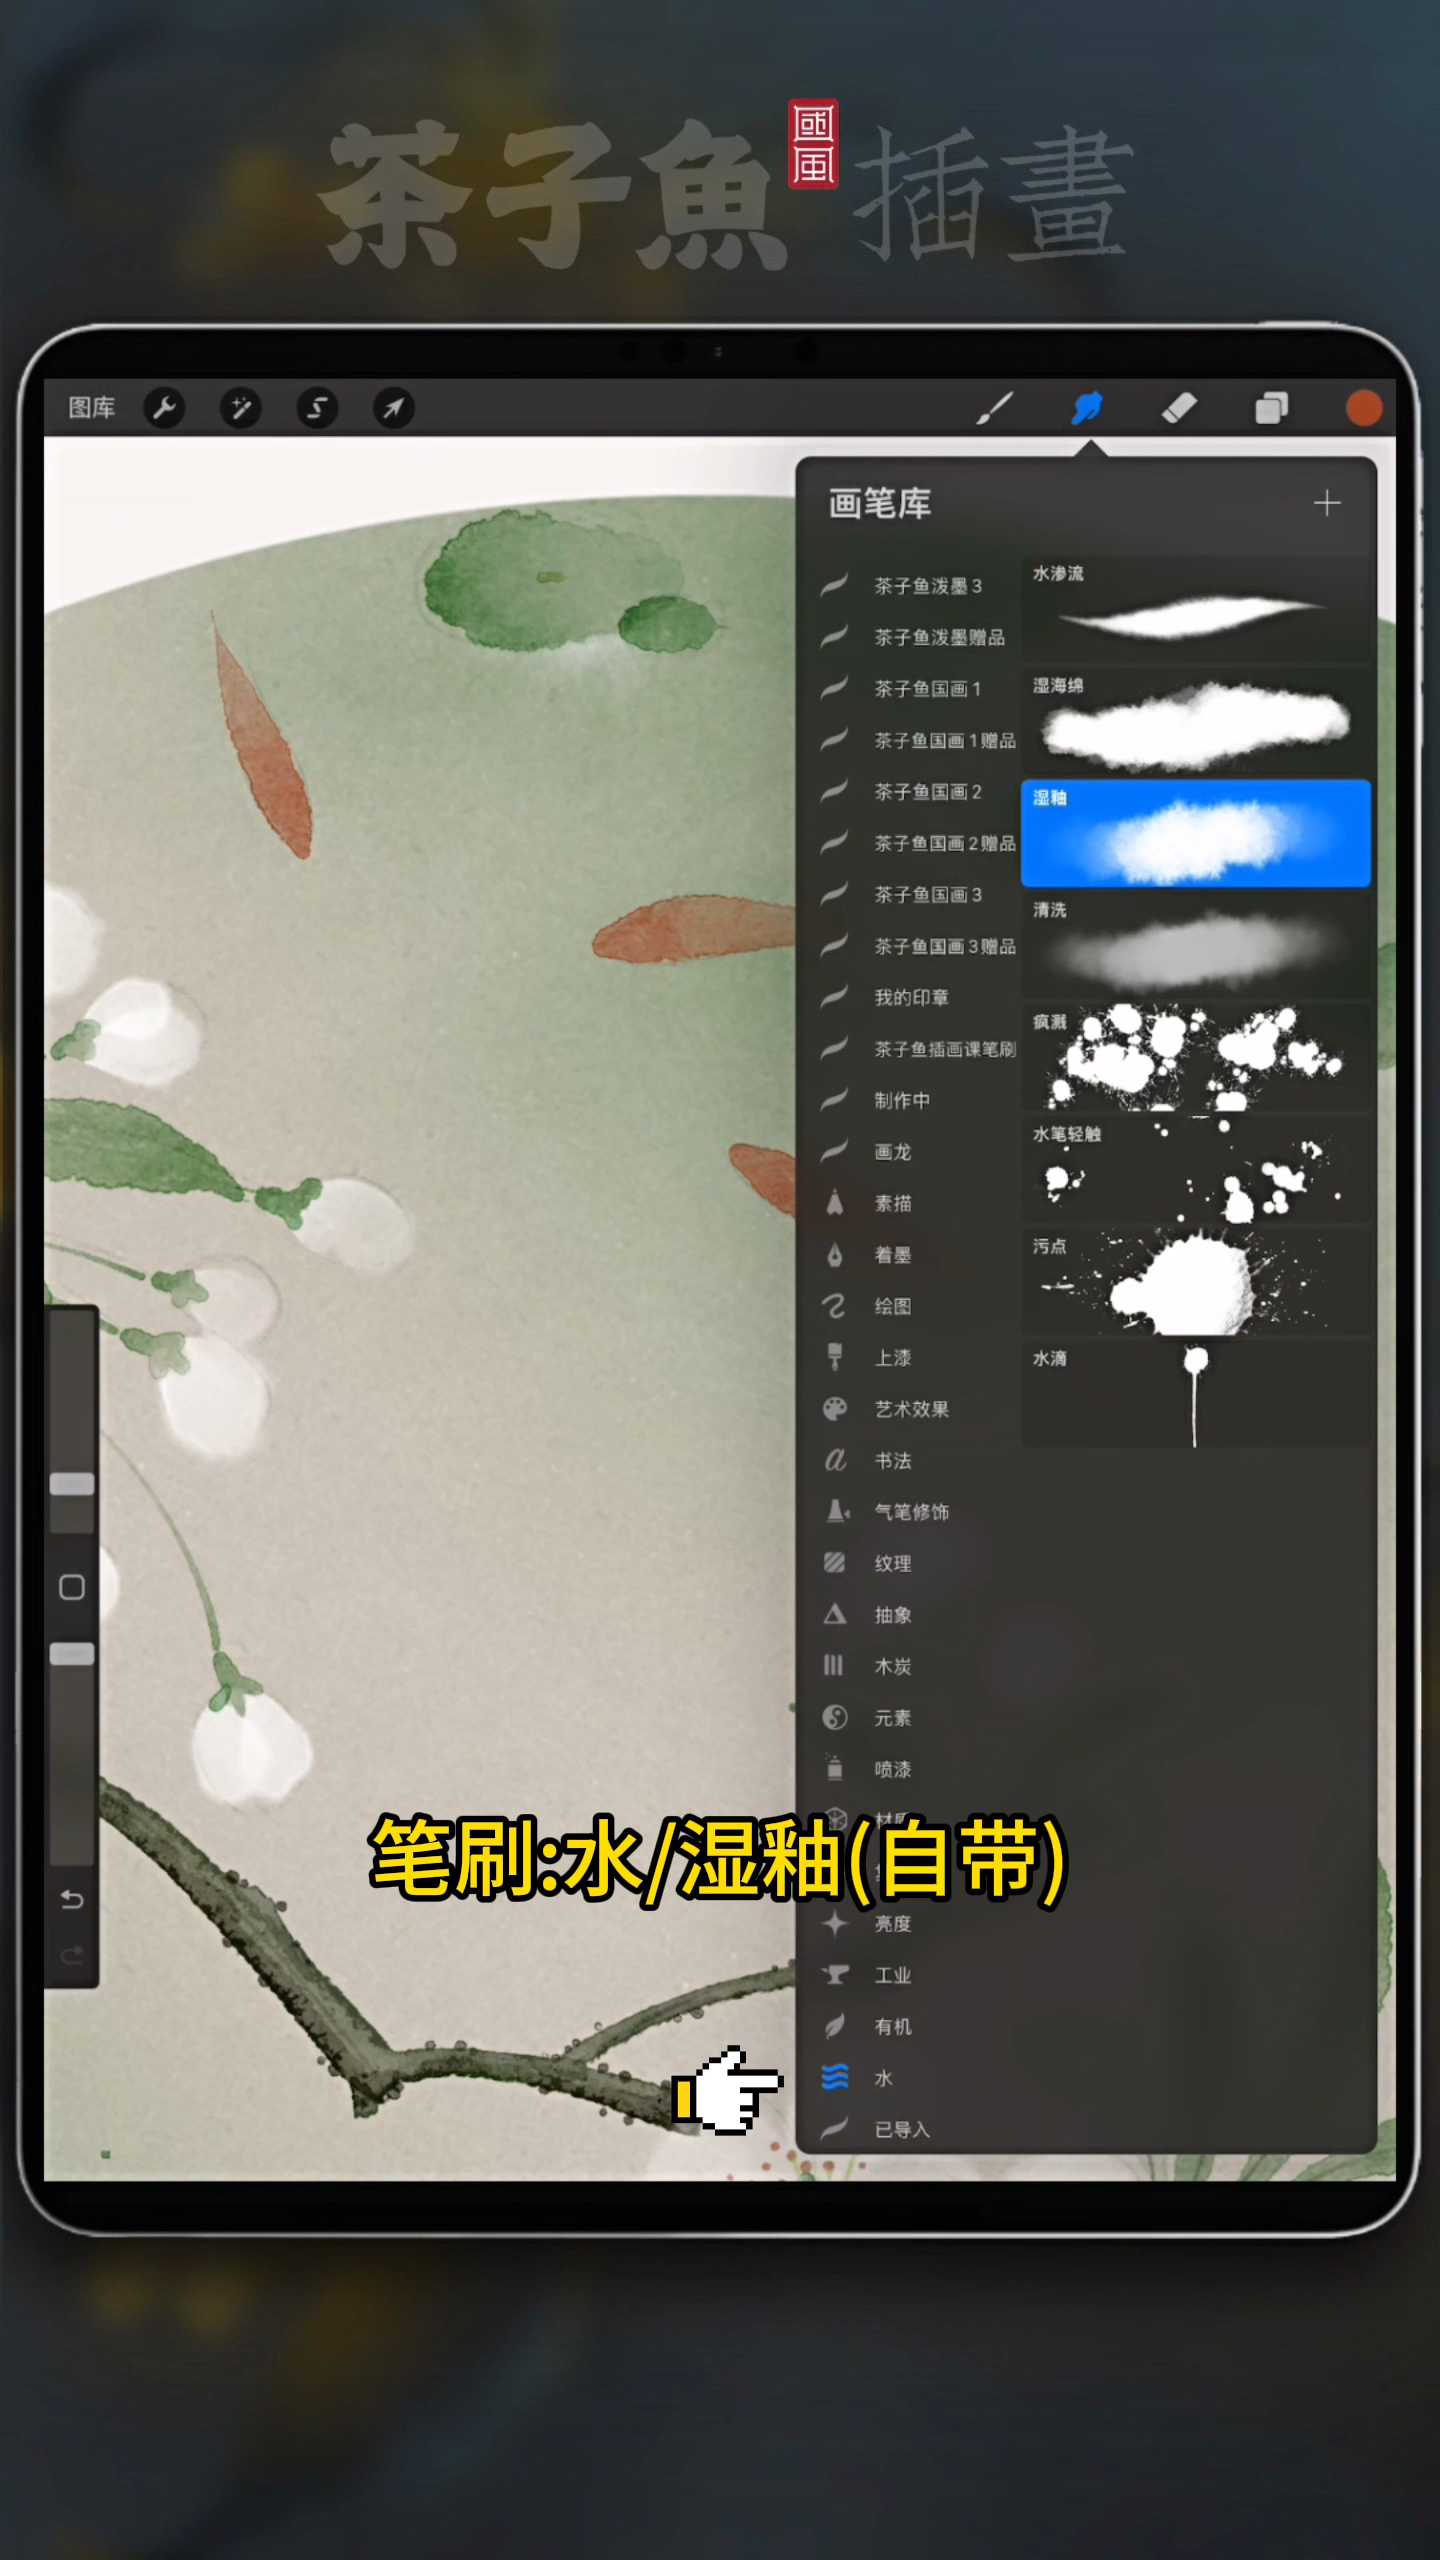 茶子魚 國風 插畫
图库
画笔库
茶子鱼泼墨3
茶子鱼泼墨赠品
茶子鱼国画1
茶子鱼国画1赠品
茶子鱼国画2
茶子鱼国画2赠品
茶子鱼国画3
茶子鱼国画3赠品
我的印章
茶子鱼插画课笔刷
制作中
画龙
素描
着墨
绘图
上漆
艺术效果
书法
气笔修饰
纹理
抽象
木炭
元素
喷漆
亮度
工业
有机
水
已导入
水渗流
湿海绵
湿釉
清洗
疯溅
水笔轻触
污点
水滴
笔刷:水/湿釉(自带)